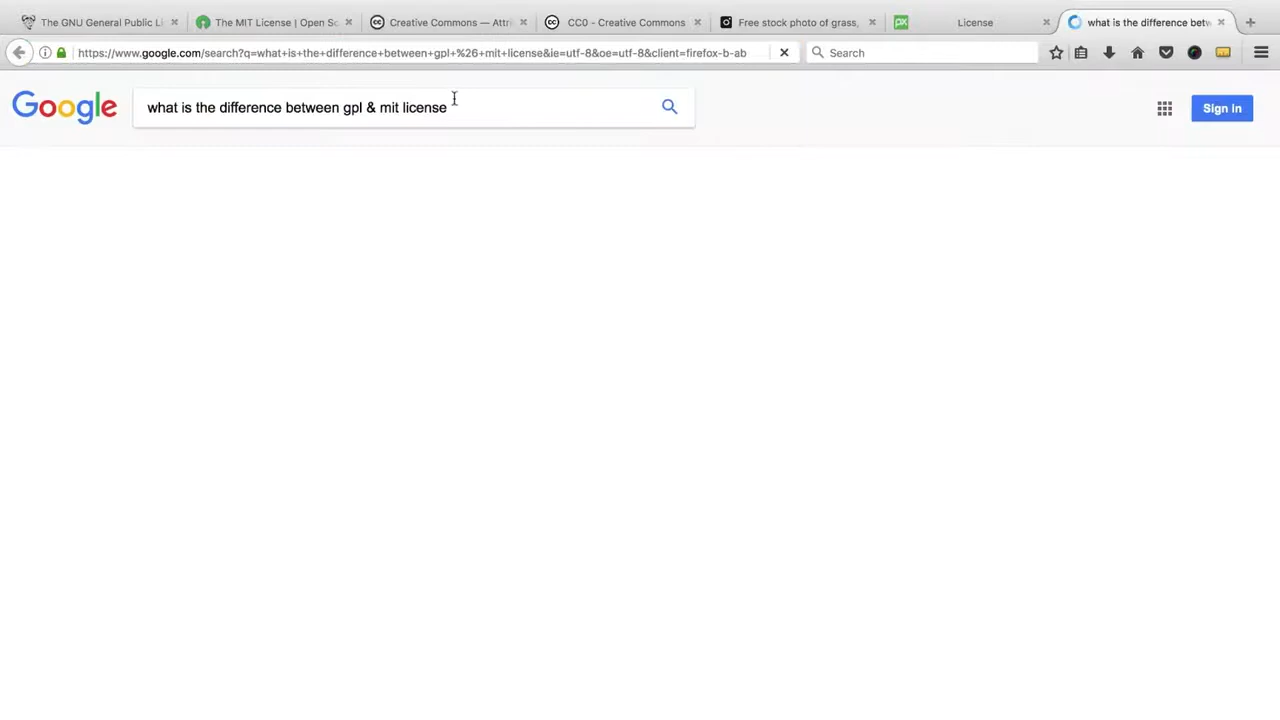 The GNU General Public Li
The MIT License | Open So
Creative Commons — Attri
CC0 - Creative Commons
Free stock photo of grass,
px
License
what is the difference betw
https://www.google.com/search?q=what+is+the+difference+between+gpl+%26+mit+license&ie=utf-8&oe=utf-8&client=firefox-b-ab
Search
Google
what is the difference between gpl & mit license
Sign in